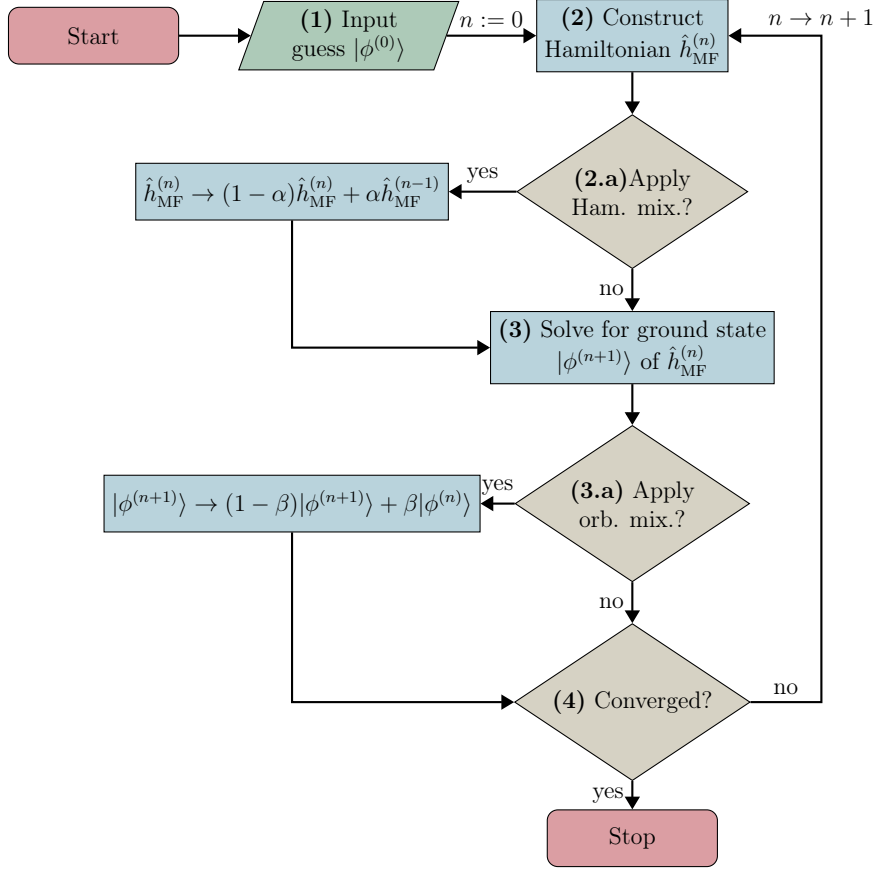 Start
(1) Input
guess |ϕ⁽⁰⁾⟩
n := 0
(2) Construct
Hamiltonian ĥ_MF⁽ⁿ⁾
n → n + 1
(2.a)Apply
Ham. mix.?
yes
ĥ_MF⁽ⁿ⁾ → (1 − α)ĥ_MF⁽ⁿ⁾ + αĥ_MF⁽ⁿ⁻¹⁾
no
(3) Solve for ground state
|ϕ⁽ⁿ⁺¹⁾⟩ of ĥ_MF⁽ⁿ⁾
(3.a) Apply
orb. mix.?
yes
|ϕ⁽ⁿ⁺¹⁾⟩ → (1 − β)|ϕ⁽ⁿ⁺¹⁾⟩ + β|ϕ⁽ⁿ⁾⟩
no
(4) Converged?
no
yes
Stop